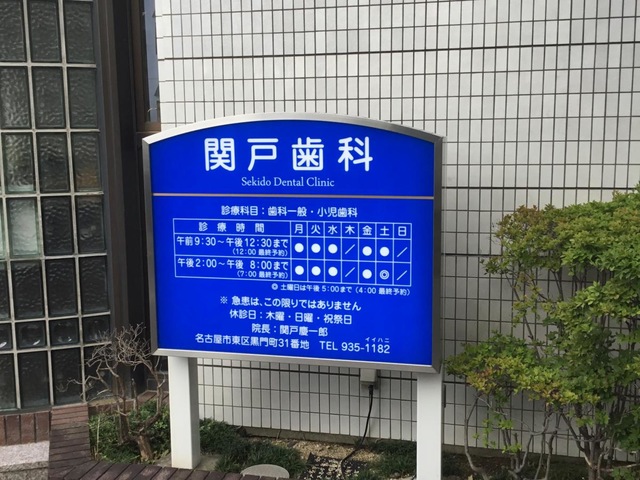 関戸歯科
Sekido Dental Clinic
診療科目：歯科一般・小児歯科
診療時間 月 火 水 木 金 土 日
午前9:30～午後12:30まで ● ● ● ／ ● ● ／
(12:00 最終予約)
午後2:00～午後 8:00まで ● ● ● ／ ● ◎ ／
(7:00 最終予約)
◎ 土曜日は午後5:00まで (4:00 最終予約)
※ 急患は、この限りではありません
休診日：木曜・日曜・祝祭日
院長：関戸慶一郎
イイハニ
名古屋市東区黒門町31番地 TEL 935-1182